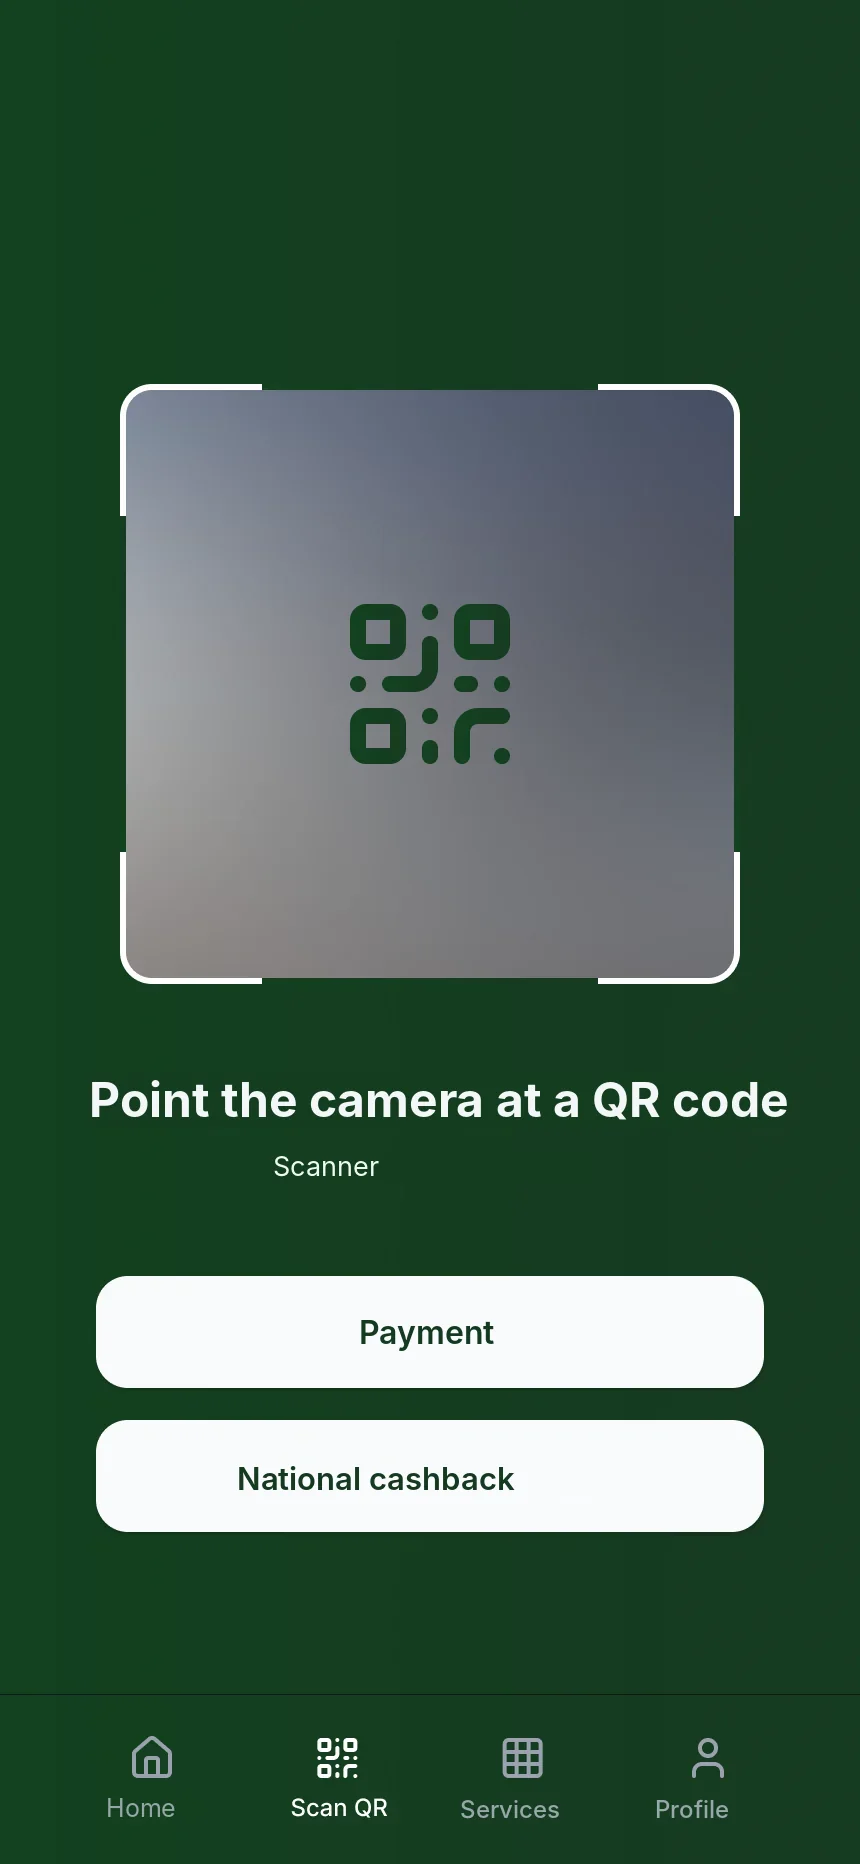 Point the camera at a QR code
Scanner
Payment
National cashback
Home
Scan QR
Services
Profile